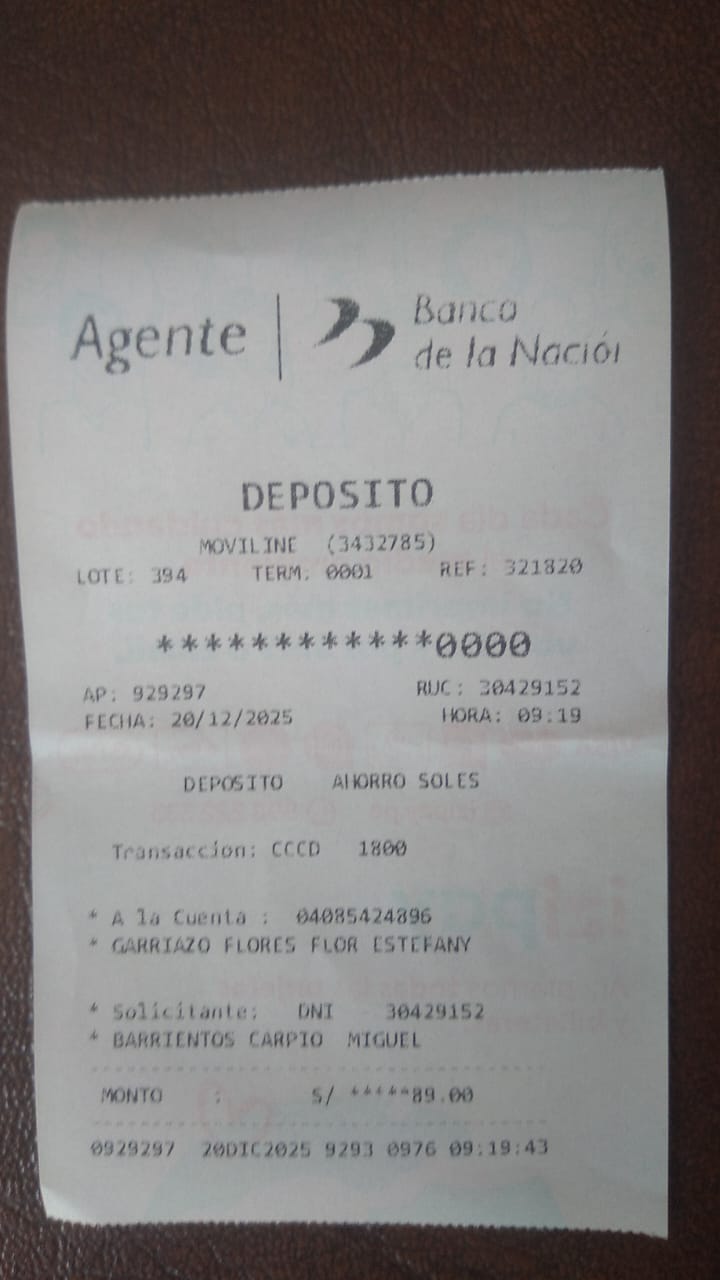 Agente | Banco
de la Nación
DEPOSITO
MOVILINE (3432785)
LOTE: 394 TERM. 0001 REF: 321820
************0000
AP: 929297 RUC: 30429152
FECHA: 20/12/2025 HORA: 09:19
DEPOSITO AHORRO SOLES
Transaccion: CCCD 1800
* A la Cuenta : 04085424896
* GARRIAZO FLORES FLOR ESTEFANY
* Solicitante: DNI 30429152
* BARRIENTOS CARPIO MIGUEL
MONTO : S/ *****89.00
0929297 20DIC2025 9293 0976 09:19:43